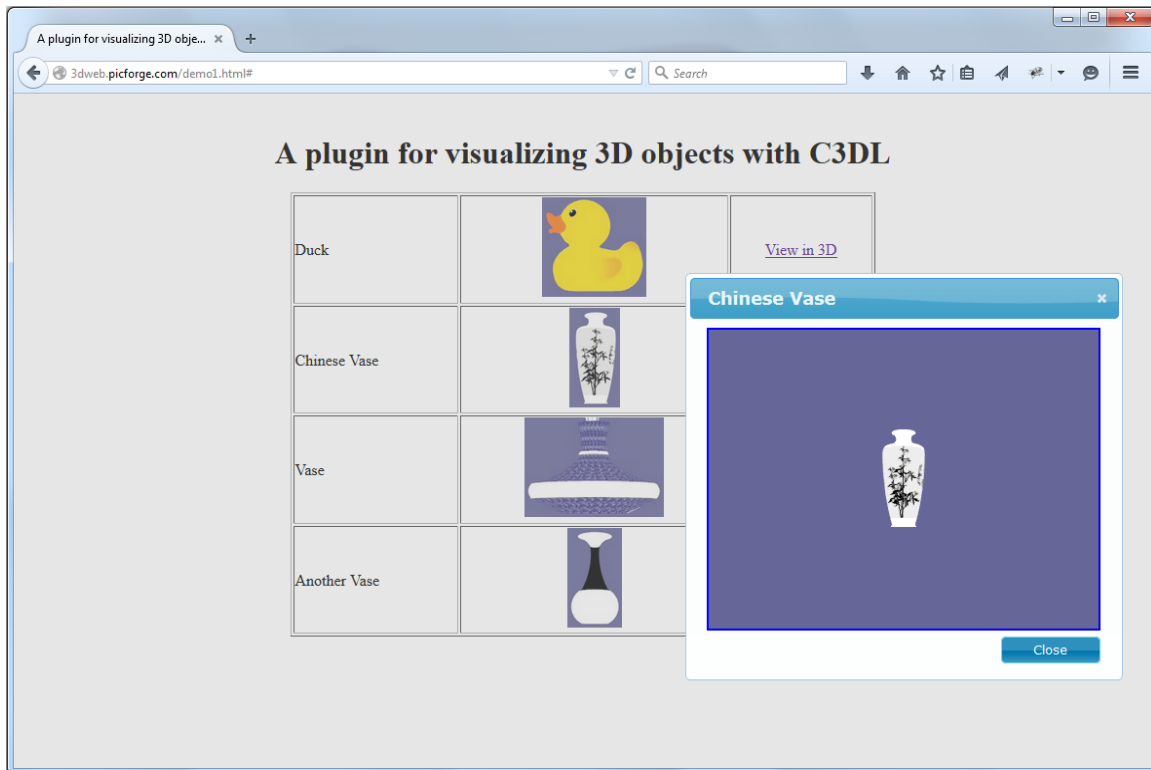 A plugin for visualizing 3D obje...
3dweb.picforge.com/demo1.html#
Search
A plugin for visualizing 3D objects with C3DL
Duck
View in 3D
Chinese Vase
Chinese Vase
Vase
Another Vase
Close